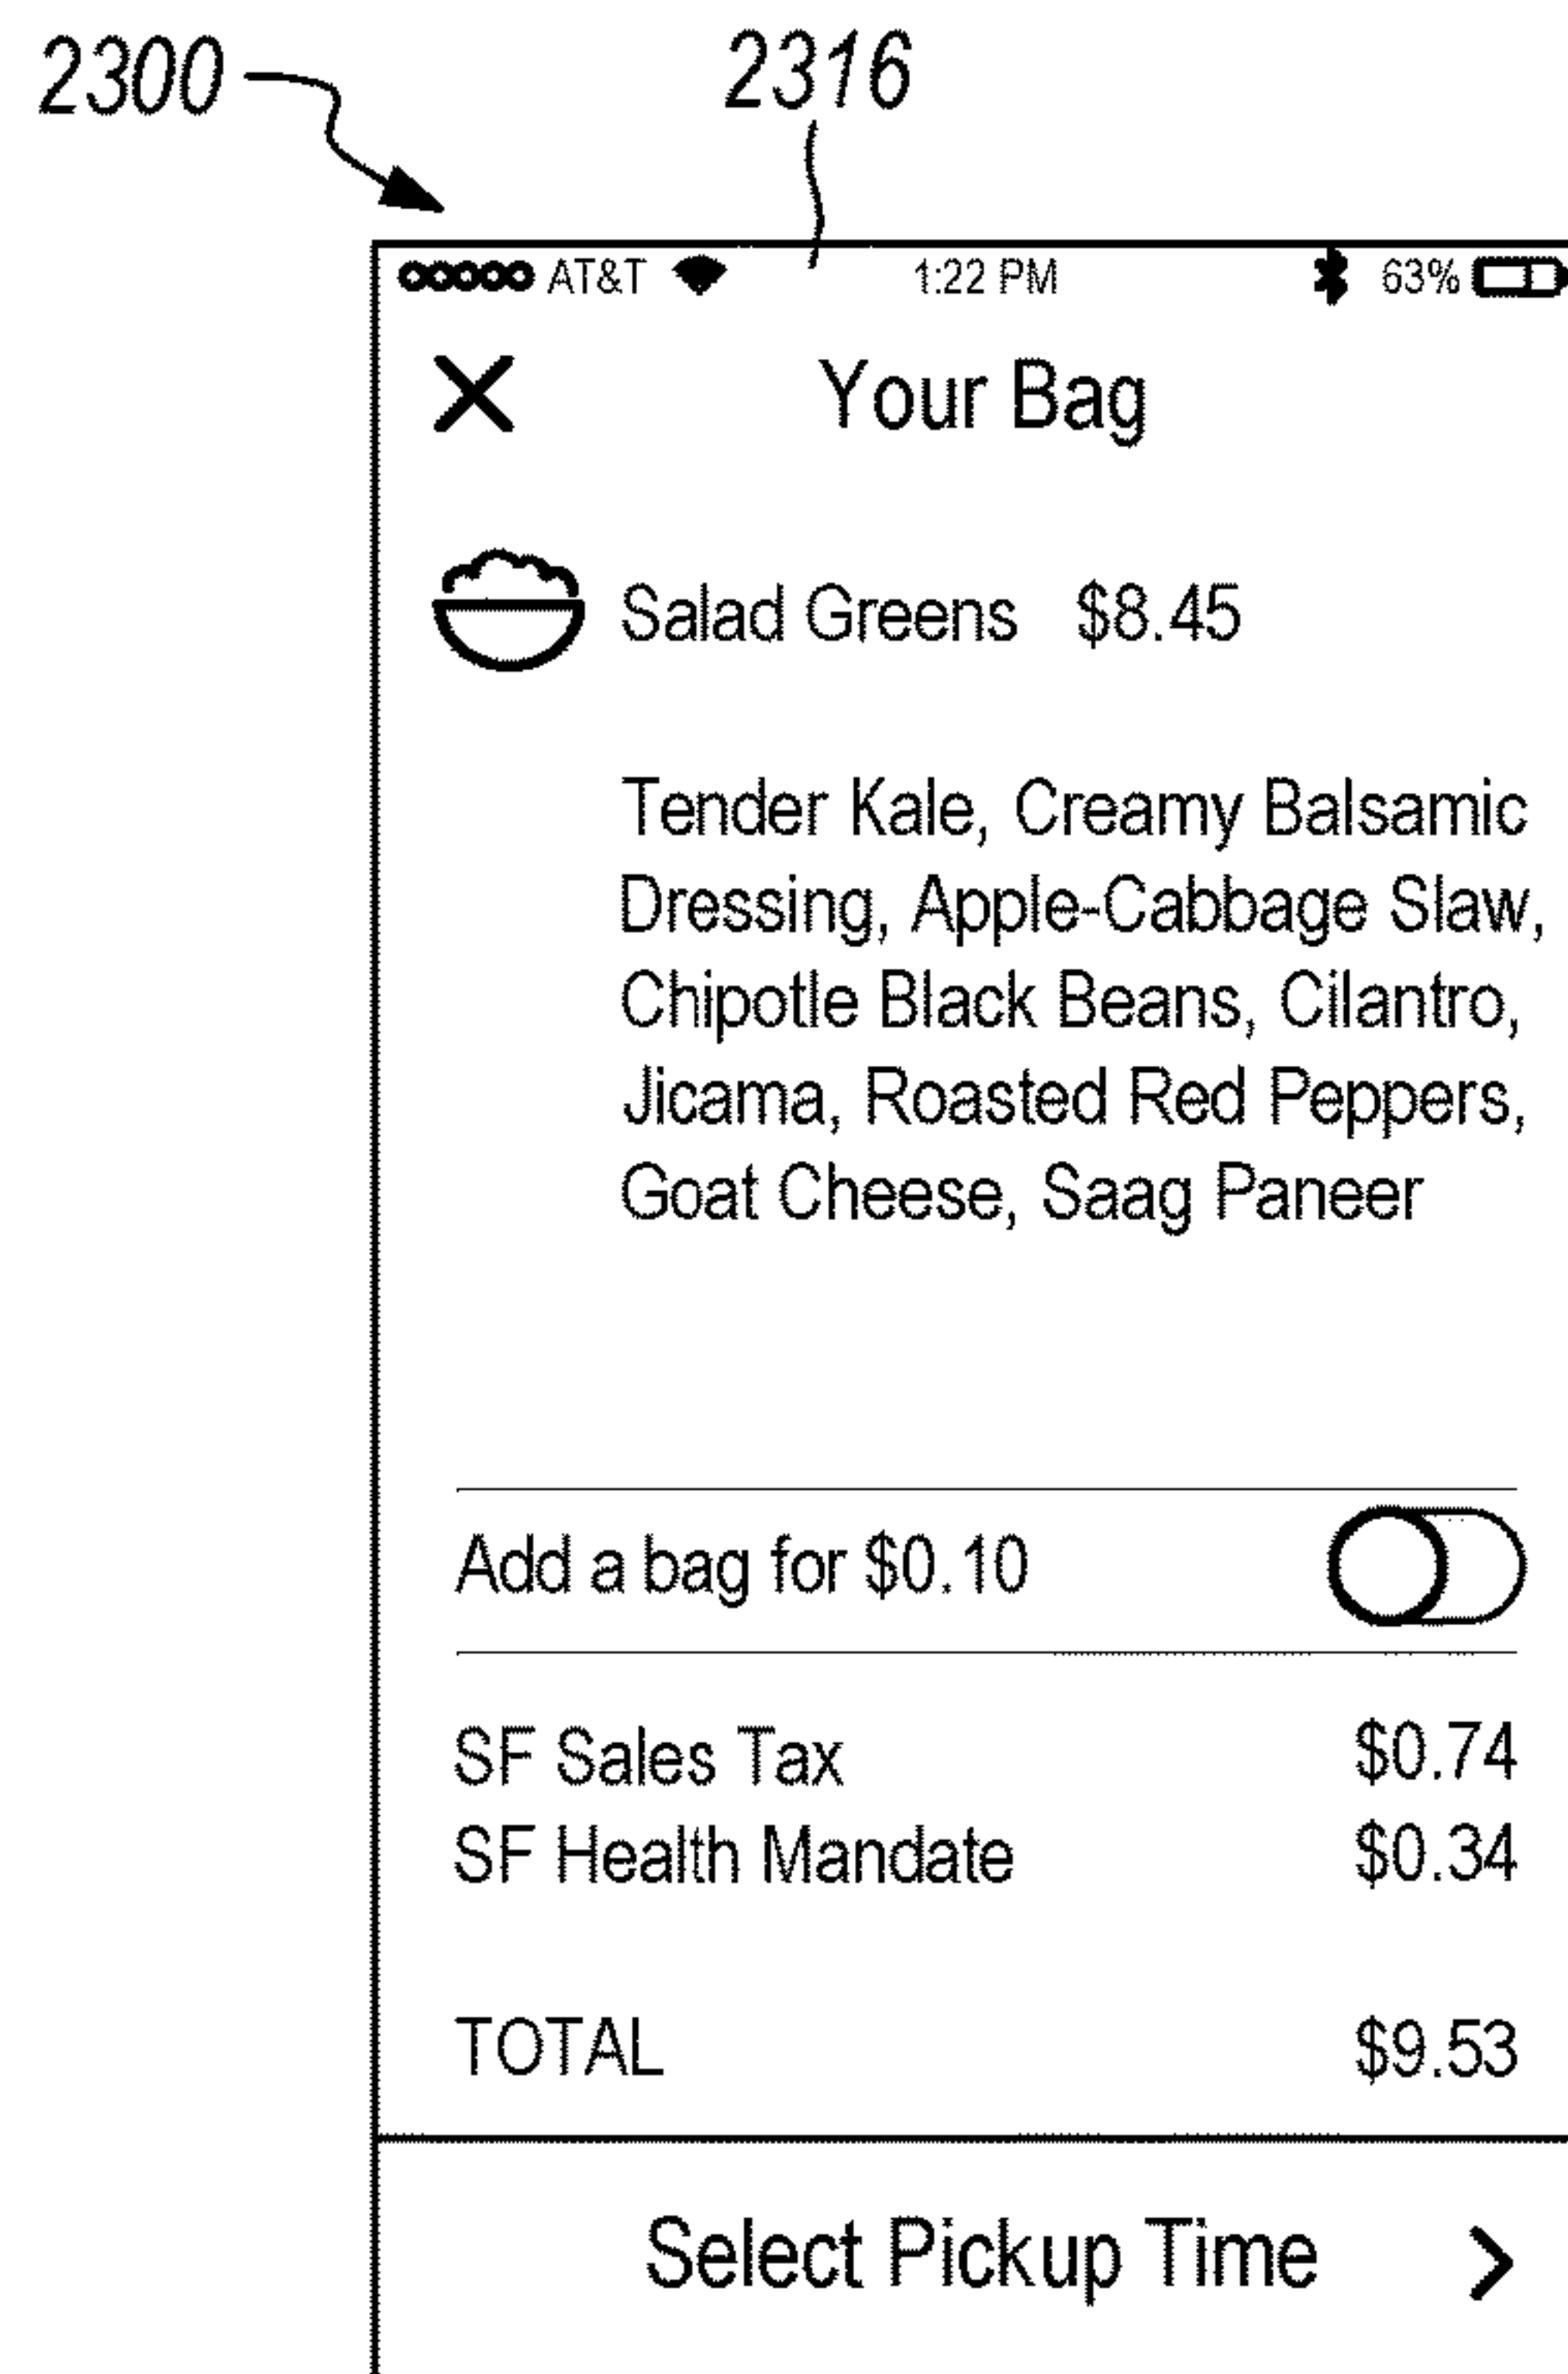 2300
2316
AT&T 1:22 PM 63%
Your Bag
Salad Greens $8.45
Tender Kale, Creamy Balsamic
Dressing, Apple-Cabbage Slaw,
Chipotle Black Beans, Cilantro,
Jicama, Roasted Red Peppers,
Goat Cheese, Saag Paneer
Add a bag for $0.10
SF Sales Tax $0.74
SF Health Mandate $0.34
TOTAL $9.53
Select Pickup Time >